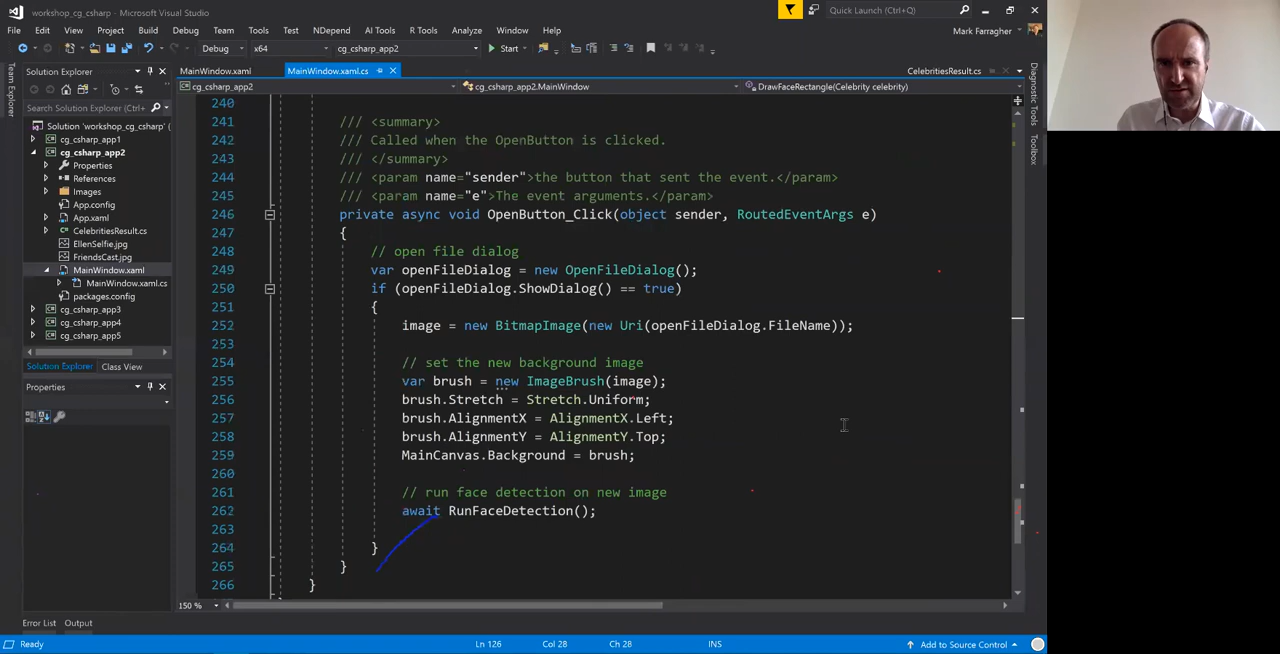 workshop_cg_csharp - Microsoft Visual Studio
Quick Launch (Ctrl+Q)
File Edit View Project Build Debug Team Tools Test NDepend AI Tools R Tools Analyze Window Help
Mark Farragher
Debug x64 cg_csharp_app2 Start
Team Explorer
Solution Explorer
MainWindow.xaml MainWindow.xaml.cs CelebritiesResult.cs
cg_csharp_app2 cg_csharp_app2.MainWindow DrawFaceRectangle(Celebrity celebrity)
Search Solution Explorer (Ctrl+
Solution 'workshop_cg_csharp' (
cg_csharp_app1
cg_csharp_app2
Properties
References
Images
App.config
App.xaml
CelebritiesResult.cs
EllenSelfie.jpg
FriendsCast.jpg
MainWindow.xaml
MainWindow.xaml.cs
packages.config
cg_csharp_app3
cg_csharp_app4
cg_csharp_app5
Solution Explorer Class View
Properties
240
241 /// <summary>
242 /// Called when the OpenButton is clicked.
243 /// </summary>
244 /// <param name="sender">the button that sent the event.</param>
245 /// <param name="e">The event arguments.</param>
246 private async void OpenButton_Click(object sender, RoutedEventArgs e)
247 {
248 // open file dialog
249 var openFileDialog = new OpenFileDialog();
250 if (openFileDialog.ShowDialog() == true)
251 {
252 image = new BitmapImage(new Uri(openFileDialog.FileName));
253
254 // set the new background image
255 var brush = new ImageBrush(image);
256 brush.Stretch = Stretch.Uniform;
257 brush.AlignmentX = AlignmentX.Left;
258 brush.AlignmentY = AlignmentY.Top;
259 MainCanvas.Background = brush;
260
261 // run face detection on new image
262 await RunFaceDetection();
263
264 }
265 }
266 }
150 %
Diagnostic Tools
Toolbox
Error List Output
Ready Ln 126 Col 28 Ch 28 INS Add to Source Control